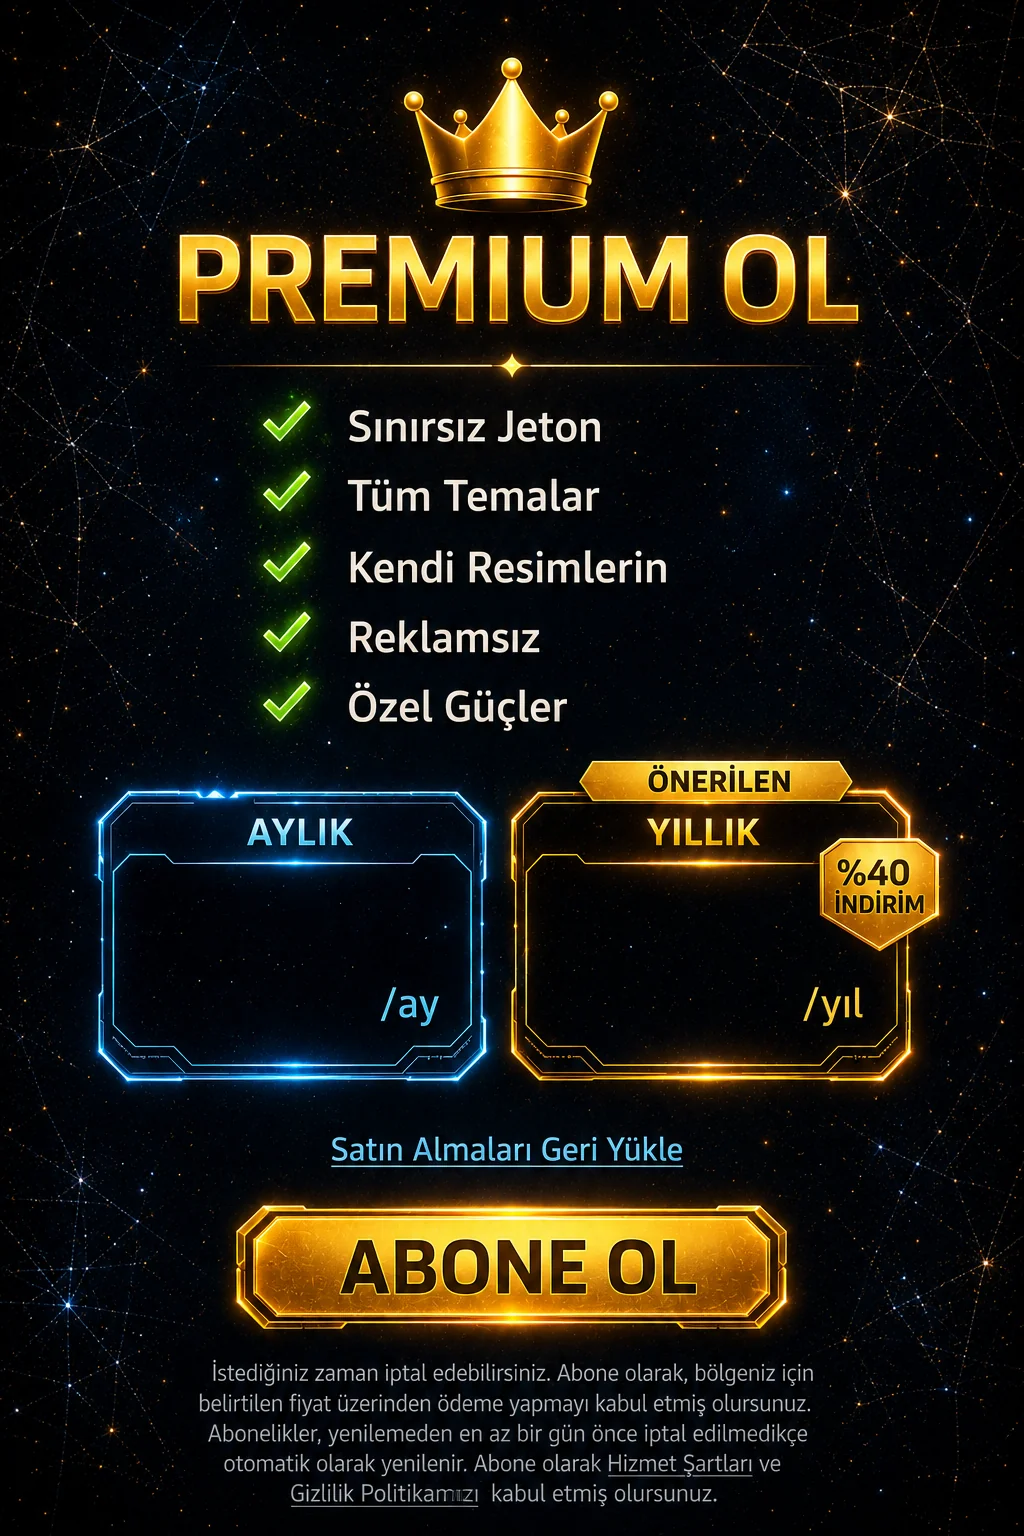 PREMIUM OL
Sınırsız Jeton
Tüm Temalar
Kendi Resimlerin
Reklamsız
Özel Güçler
AYLIK
/ay
ÖNERİLEN
YILLIK
%40
İNDİRİM
/yıl
Satın Almaları Geri Yükle
ABONE OL
İstediğiniz zaman iptal edebilirsiniz. Abone olarak, bölgeniz için
belirtilen fiyat üzerinden ödeme yapmayı kabul etmiş olursunuz.
Abonelikler, yenilemeden en az bir gün önce iptal edilmedikçe
otomatik olarak yenilenir. Abone olarak Hizmet Şartları ve
Gizlilik Politikamızı kabul etmiş olursunuz.